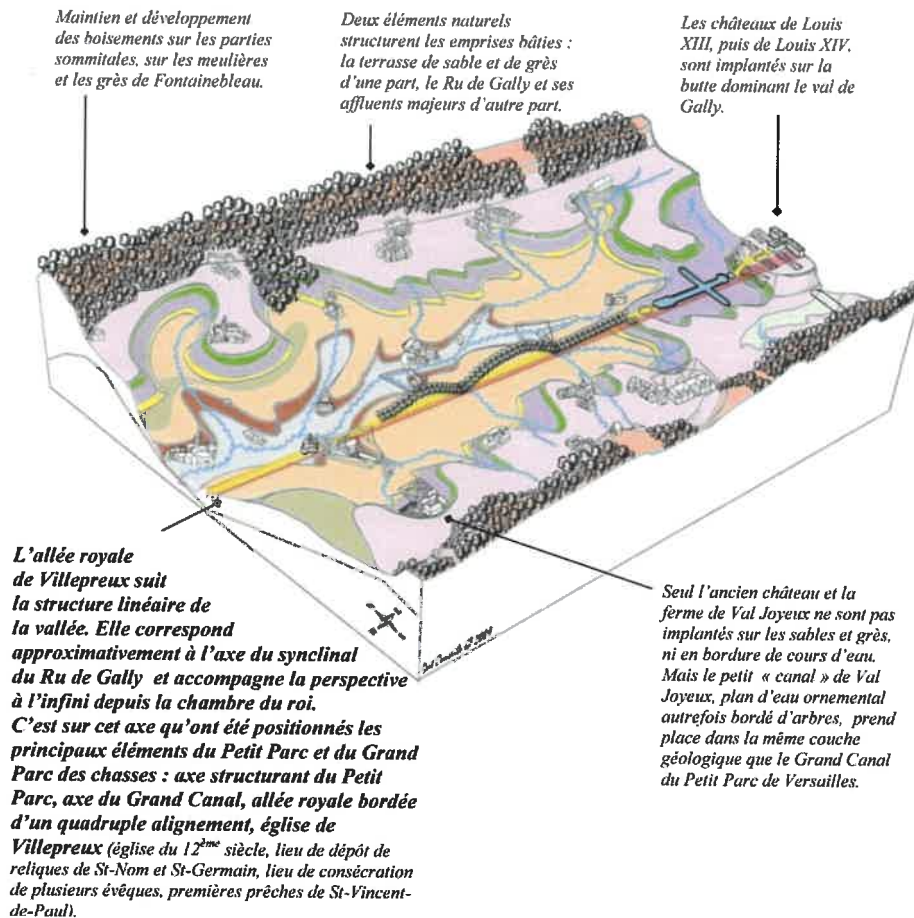 Maintien et développement
des boisements sur les parties
sommitales, sur les meulières
et les grès de Fontainebleau.
Deux éléments naturels
structurent les emprises bâties :
la terrasse de sable et de grès
d'une part, le Ru de Gally et ses
affluents majeurs d'autre part.
Les châteaux de Louis
XIII, puis de Louis XIV,
sont implantés sur la
butte dominant le val de
Gally.
L'allée royale
de Villepreux suit
la structure linéaire de
la vallée. Elle correspond
approximativement à l'axe du synclinal
du Ru de Gally et accompagne la perspective
à l'infini depuis la chambre du roi.
C'est sur cet axe qu'ont été positionnés les
principaux éléments du Petit Parc et du Grand
Parc des chasses : axe structurant du Petit
Parc, axe du Grand Canal, allée royale bordée
d'un quadruple alignement, église de
Villepreux (église du 12ème siècle, lieu de dépôt de
reliques de St-Nom et St-Germain, lieu de consécration
de plusieurs évêques, premières prêches de St-Vincent-
de-Paul).
Seul l'ancien château et la
ferme de Val Joyeux ne sont pas
implantés sur les sables et grès,
ni en bordure de cours d'eau.
Mais le petit « canal » de Val
Joyeux, plan d'eau ornemental
autrefois bordé d'arbres, prend
place dans la même couche
géologique que le Grand Canal
du Petit Parc de Versailles.